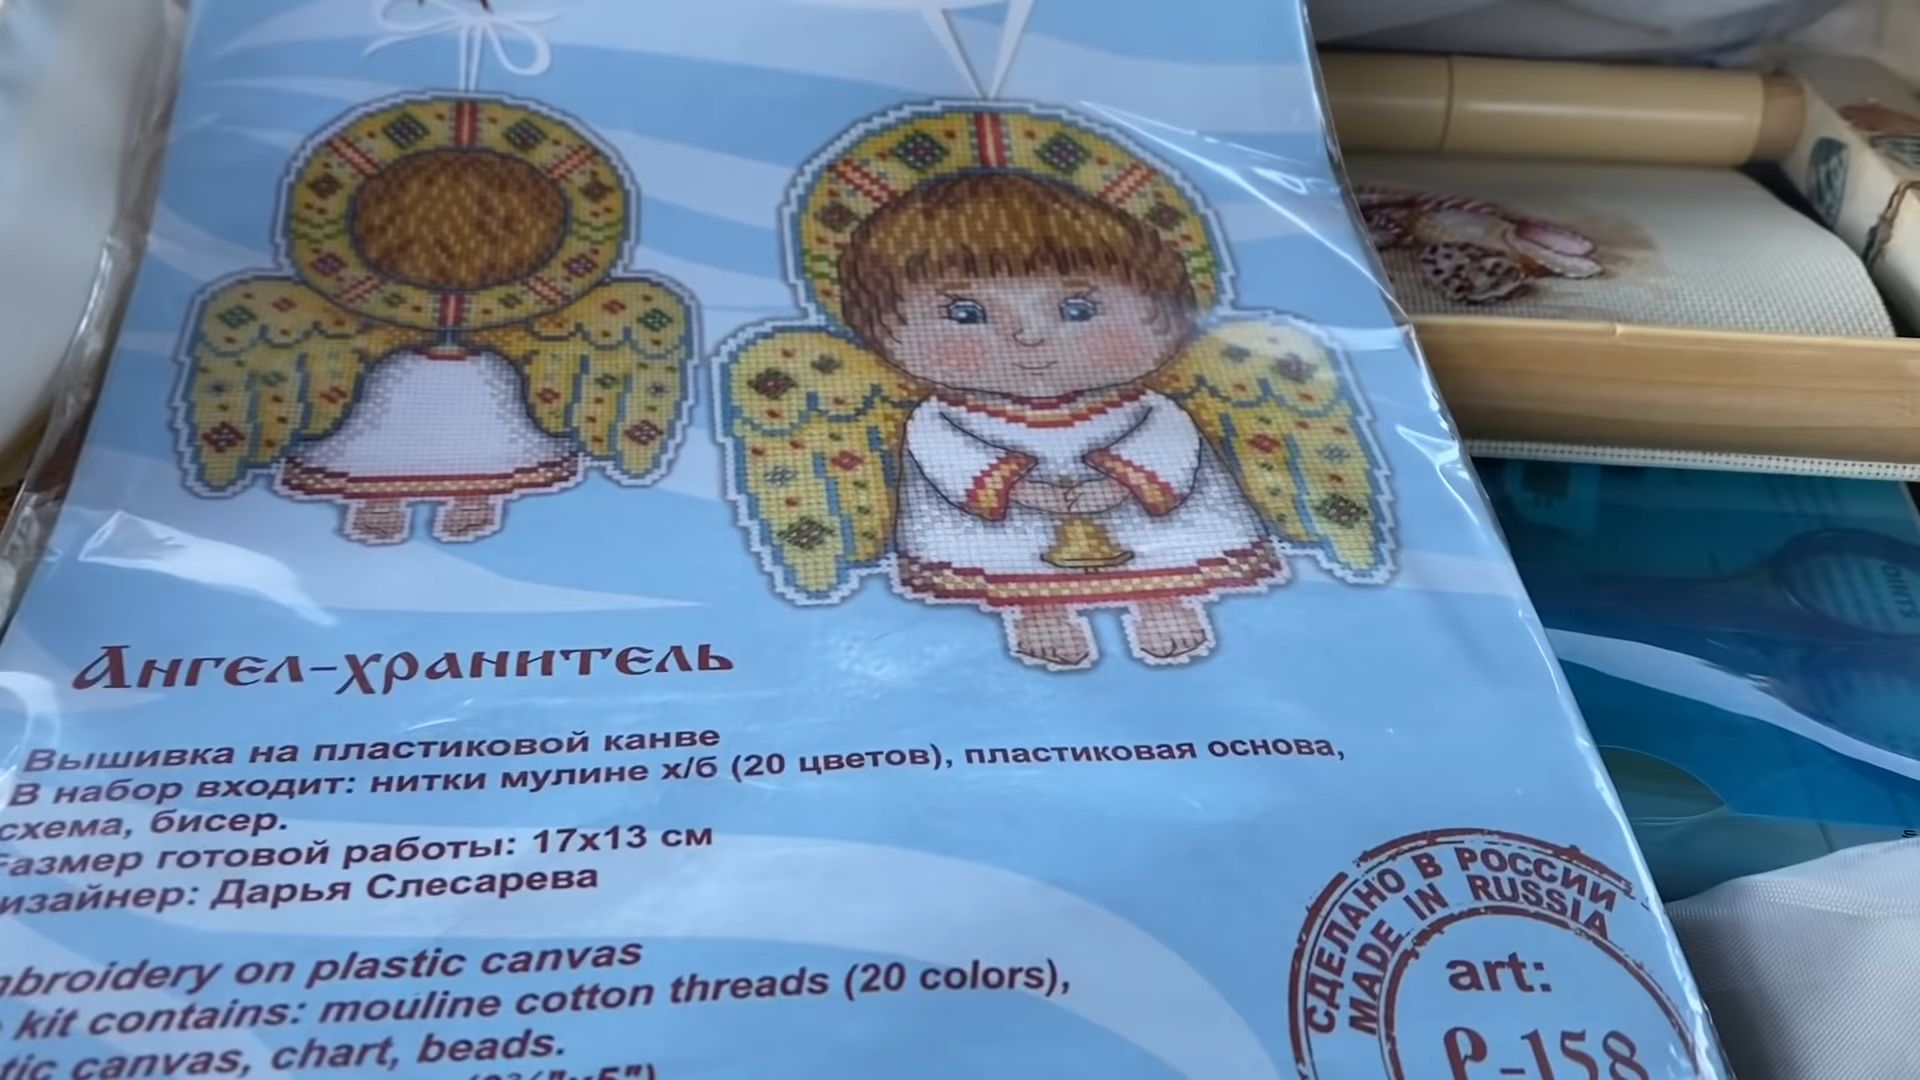 Ангел-хранитель
Вышивка на пластиковой канве
В набор входит: нитки мулине х/б (20 цветов), пластиковая основа,
схема, бисер.
Размер готовой работы: 17х13 см
изайнер: Дарья Слесарева
mbroidery on plastic canvas
kit contains: mouline cotton threads (20 colors),
tic canvas, chart, beads.
СДЕЛАНО В РОССИИ
MADE IN RUSSIA
art:
Р-158